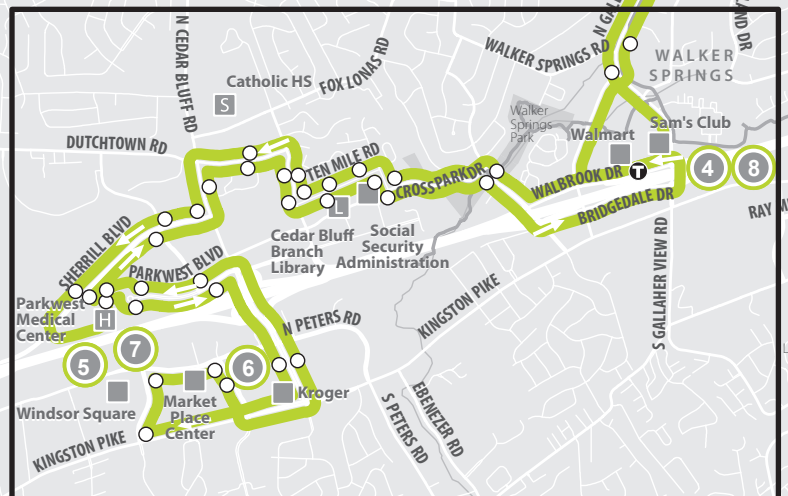 N GAL
WALKER SPRINGS RD
WALKER
SPRINGS
N CEDAR BLUFF RD
Catholic HS
S
FOX LONAS RD
Walker
Springs
Park
Sam's Club
Walmart
DUTCHTOWN RD
TEN MILE RD
CROSS PARK DR
WALBROOK DR
T
4
8
BRIDGEDALE DR
L
Cedar Bluff
Branch
Library
Social
Security
Administration
SHERRILL BLVD
PARKWEST BLVD
S GALLAHER VIEW RD
KINGSTON PIKE
Parkwest
Medical
Center
H
N PETERS RD
5
7
6
Kroger
Windsor Square
Market
Place
Center
S PETERS RD
EBENEZER RD
KINGSTON PIKE